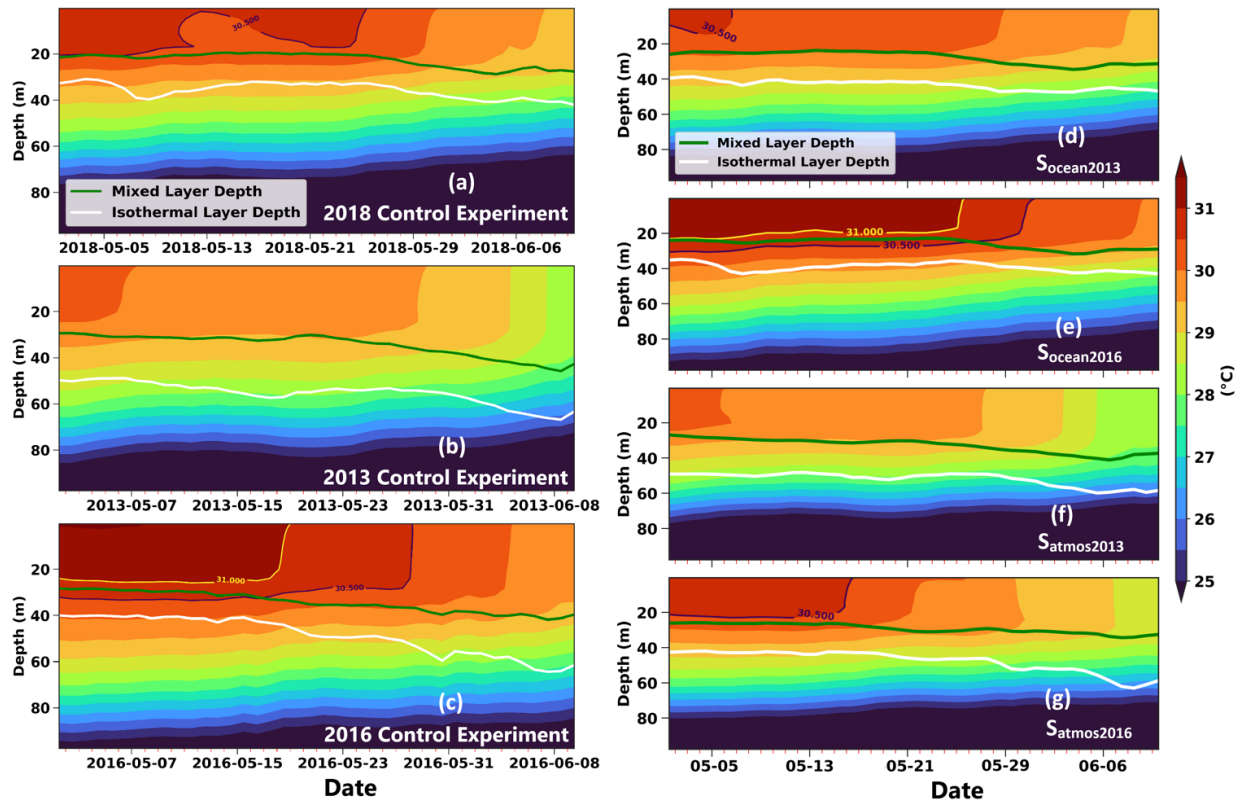 30.500
20
40
60
80
Depth (m)
Mixed Layer Depth
Isothermal Layer Depth
(a)
2018 Control Experiment
2018-05-05 2018-05-13 2018-05-21 2018-05-29 2018-06-06
20
40
60
80
Depth (m)
(b)
2013 Control Experiment
2013-05-07 2013-05-15 2013-05-23 2013-05-31 2013-06-08
31.000
30.500
20
40
60
80
Depth (m)
(c)
2016 Control Experiment
2016-05-07 2016-05-15 2016-05-23 2016-05-31 2016-06-08
Date
30.500
20
40
60
80
Depth (m)
Mixed Layer Depth
Isothermal Layer Depth
(d)
Socean2013
31.000
30.500
20
40
60
80
Depth (m)
(e)
Socean2016
20
40
60
80
Depth (m)
(f)
Satmos2013
30.500
20
40
60
80
Depth (m)
(g)
Satmos2016
05-05 05-13 05-21 05-29 06-06
Date
31
30
29
28
27
26
25
(°C)